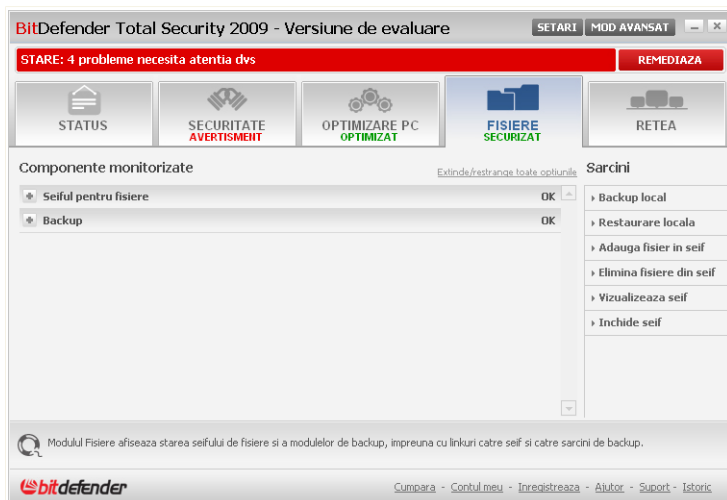 BitDefender Total Security 2009 - Versiune de evaluare
SETARI
MOD AVANSAT
STARE: 4 probleme necesita atentia dvs
REMEDIAZA
STATUS
SECURITATE
AVERTISMENT
OPTIMIZARE PC
OPTIMIZAT
FISIERE
SECURIZAT
RETEA
Componente monitorizate
Extinde/restrange toate optiunile
Seiful pentru fisiere OK
Backup OK
Sarcini
Backup local
Restaurare locala
Adauga fisier in seif
Elimina fisiere din seif
Vizualizeaza seif
Inchide seif
Modulul Fisiere afiseaza starea seifului de fisiere si a modulelor de backup, impreuna cu linkuri catre seif si catre sarcini de backup.
bitdefender
Cumpara - Contul meu - Inregistreaza - Ajutor - Suport - Istoric